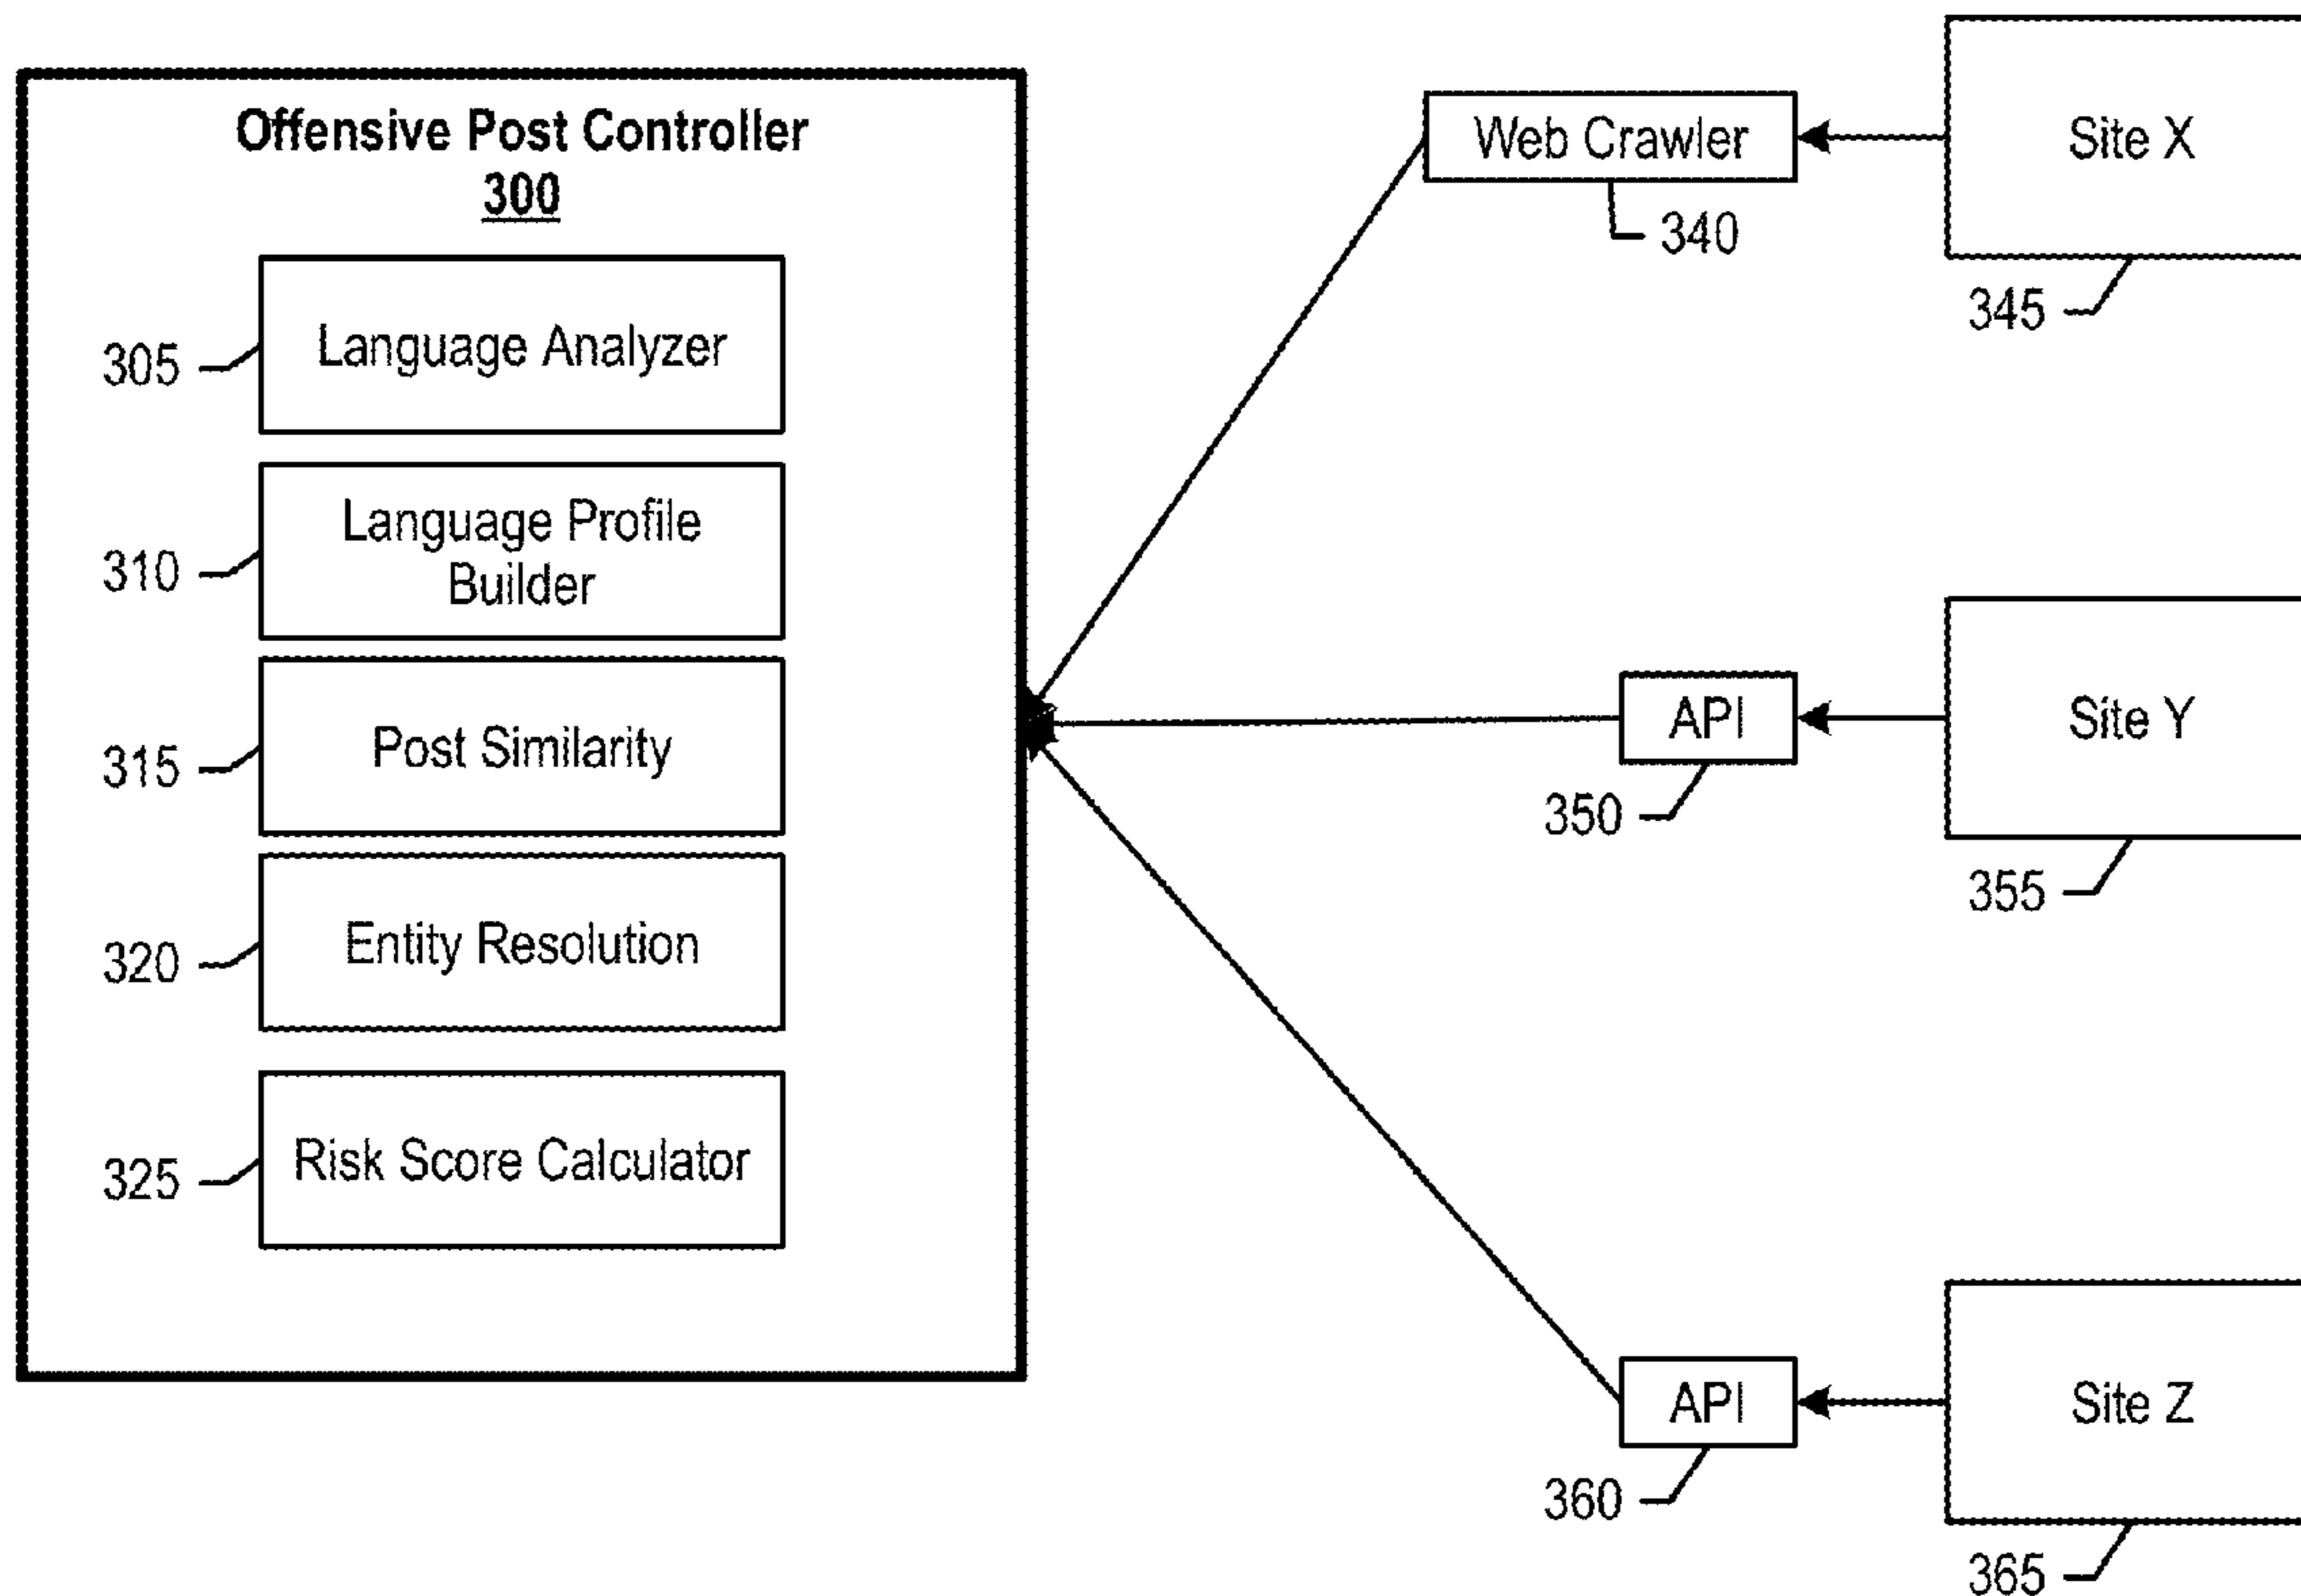 Offensive Post Controller
300
305
Language Analyzer
310
Language Profile
Builder
315
Post Similarity
320
Entity Resolution
325
Risk Score Calculator
Web Crawler
340
Site X
345
API
350
Site Y
355
API
360
Site Z
365